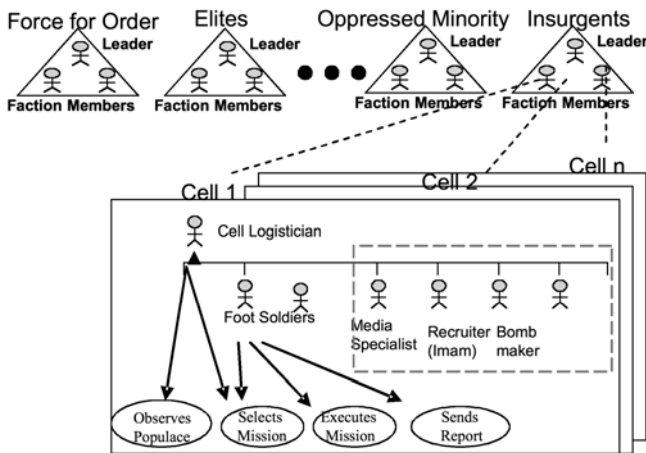 Force for Order
Elites
Oppressed Minority
Insurgents
Leader
Leader
Leader
Leader
Faction Members
Faction Members
Faction Members
Faction Members
Cell 1
Cell 2
Cell n
Cell Logistician
Foot Soldiers
Media
Specialist
Recruiter
(Imam)
Bomb
maker
Observes
Populace
Selects
Mission
Executes
Mission
Sends
Report